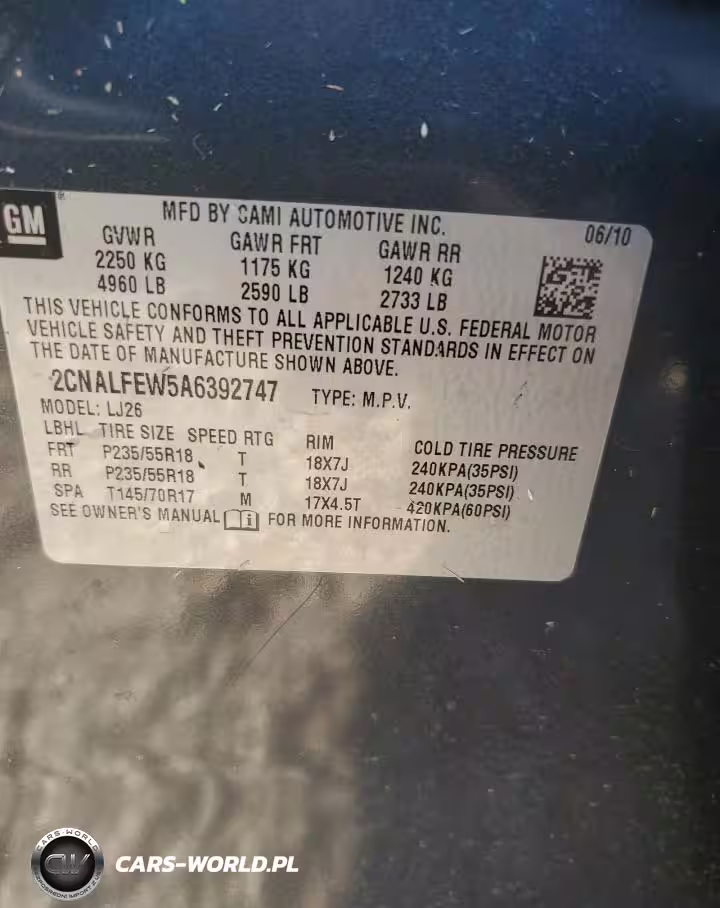 GM
MFD BY CAMI AUTOMOTIVE INC. 06/10
GVWR GAWR FRT GAWR RR
2250 KG 1175 KG 1240 KG
4960 LB 2590 LB 2733 LB
THIS VEHICLE CONFORMS TO ALL APPLICABLE U.S. FEDERAL MOTOR
VEHICLE SAFETY AND THEFT PREVENTION STANDARDS IN EFFECT ON
THE DATE OF MANUFACTURE SHOWN ABOVE.
2CNALFEW5A6392747 TYPE: M.P.V.
MODEL: LJ26
LBHL TIRE SIZE SPEED RTG RIM COLD TIRE PRESSURE
FRT P235/55R18 T 18X7J 240KPA(35PSI)
RR P235/55R18 T 18X7J 240KPA(35PSI)
SPA T145/70R17 M 17X4.5T 420KPA(60PSI)
SEE OWNER'S MANUAL FOR MORE INFORMATION.
CARS-WORLD
CW
CARS-WORLD.PL